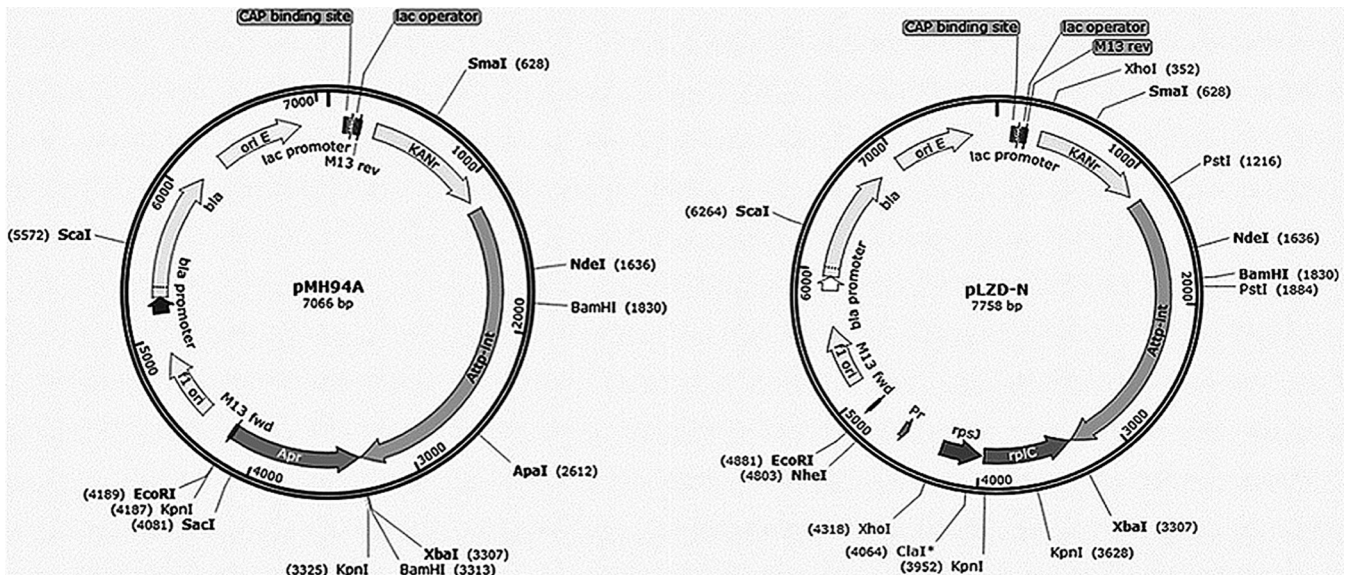 CAP binding site
lac operator
SmaI (628)
7000
ori E
lac promoter
M13 rev
KANr
1000
6000
bla
(5572) ScaI
pMH94A
7066 bp
NdeI (1636)
BamHI (1830)
2000
bla promoter
Attp-int
5000
f1 ori
M13 fwd
Apr
3000
ApaI (2612)
4000
(4189) EcoRI
(4187) KpnI
(4081) SacI
XbaI (3307)
(3325) KpnI
BamHI (3313)
CAP binding site
lac operator
M13 rev
XhoI (352)
SmaI (628)
7000
ori E
lac promoter
KANr
1000
PstI (1216)
bla
(6264) ScaI
NdeI (1636)
BamHI (1830)
PstI (1884)
6000
pLZD-N
7758 bp
2000
bla promoter
Attp-int
f1 ori
M13 fwd
5000
Pr
rpsJ
rplC
3000
(4881) EcoRI
(4803) NheI
4000
(4318) XhoI
(4064) ClaI*
(3952) KpnI
XbaI (3307)
KpnI (3628)